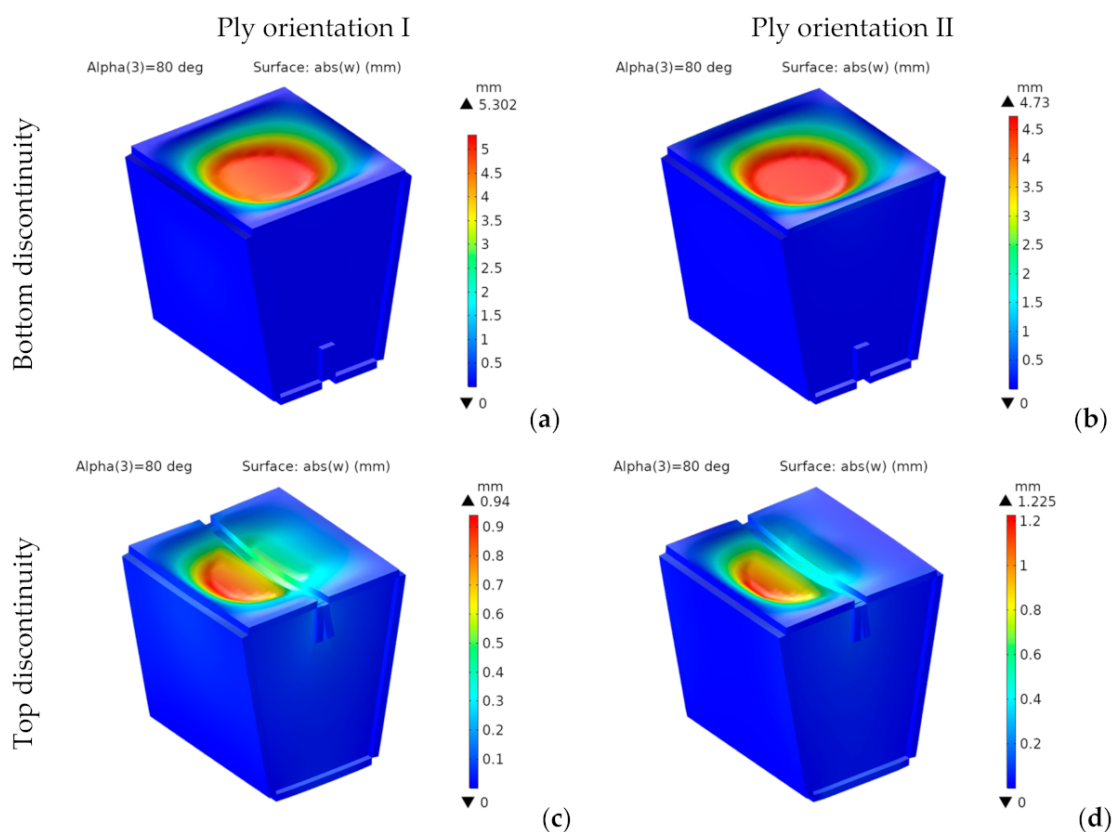 Ply orientation I
Ply orientation II
Bottom discontinuity
Alpha(3)=80 deg
Surface: abs(w) (mm)
mm
▲ 5.302
5
4.5
4
3.5
3
2.5
2
1.5
1
0.5
▼ 0
(a)
Alpha(3)=80 deg
Surface: abs(w) (mm)
mm
▲ 4.73
4.5
4
3.5
3
2.5
2
1.5
1
0.5
▼ 0
(b)
Top discontinuity
Alpha(3)=80 deg
Surface: abs(w) (mm)
mm
▲ 0.94
0.9
0.8
0.7
0.6
0.5
0.4
0.3
0.2
0.1
▼ 0
(c)
Alpha(3)=80 deg
Surface: abs(w) (mm)
mm
▲ 1.225
1.2
1
0.8
0.6
0.4
0.2
▼ 0
(d)